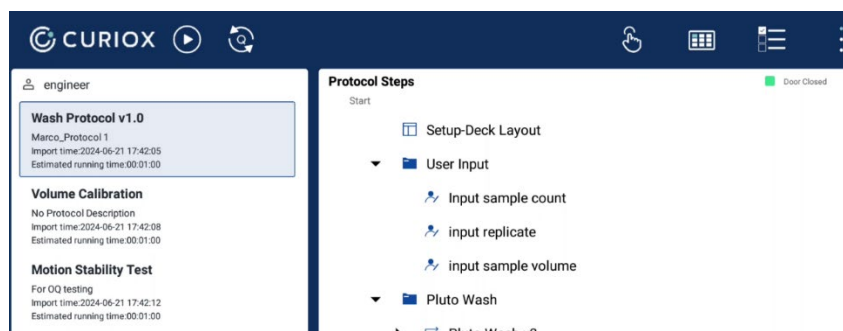 CURIOX
engineer
Wash Protocol v1.0
Marco_Protocol 1
Import time:2024-06-21 17:42:05
Estimated running time:00:01:00
Volume Calibration
No Protocol Description
Import time:2024-06-21 17:42:08
Estimated running time:00:01:00
Motion Stability Test
For OQ testing
Import time:2024-06-21 17:42:12
Estimated running time:00:01:00
Protocol Steps
Door Closed
Start
Setup-Deck Layout
User Input
Input sample count
input replicate
input sample volume
Pluto Wash